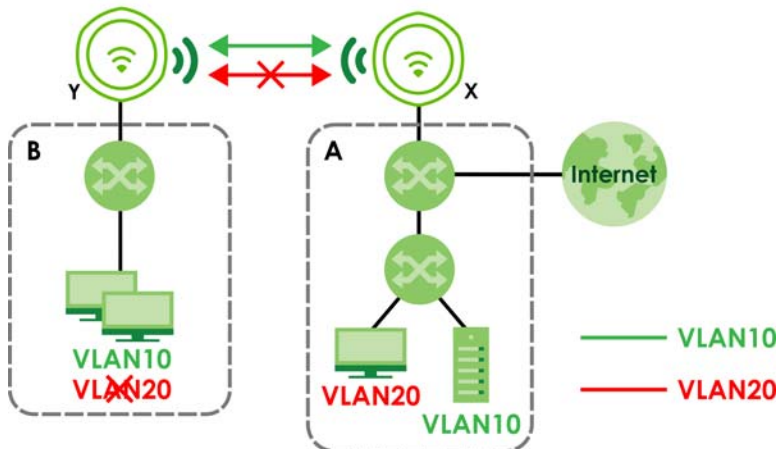 Y
X
B
A
Internet
VLAN10
VLAN20
VLAN20
VLAN10
VLAN10
VLAN20